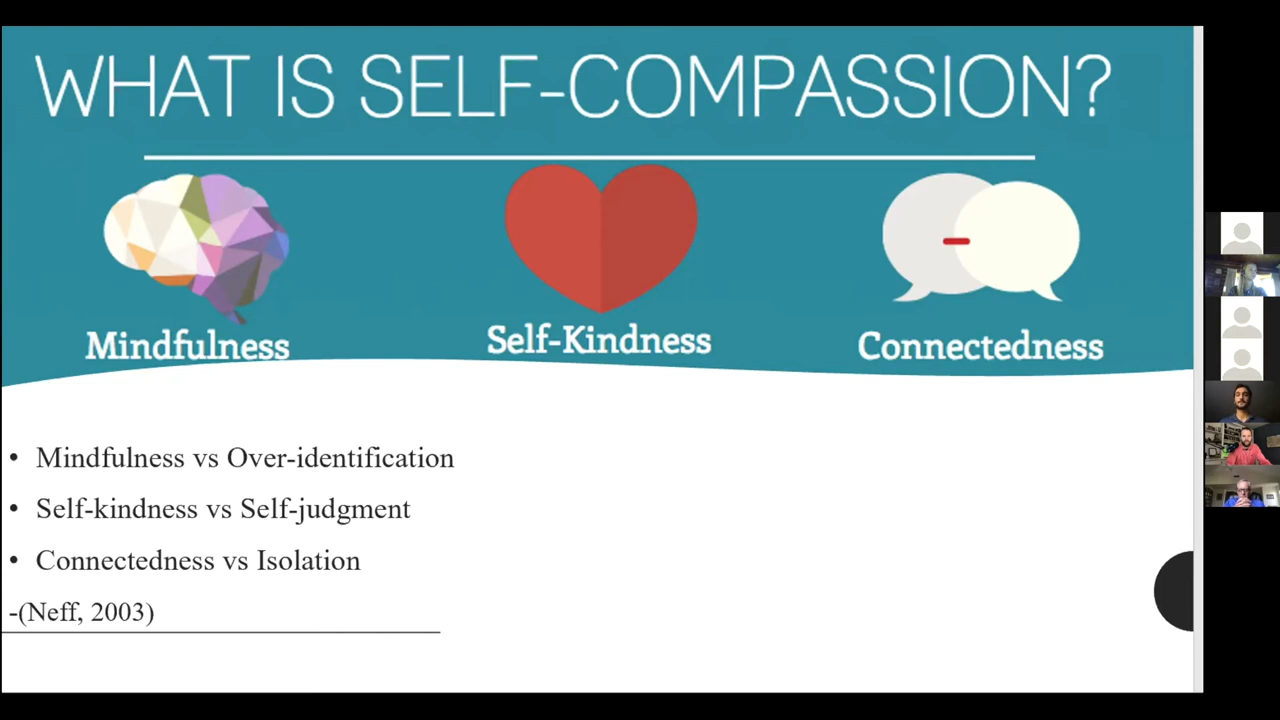 WHAT IS SELF-COMPASSION?
Mindfulness
Self-Kindness
Connectedness
• Mindfulness vs Over-identification
• Self-kindness vs Self-judgment
• Connectedness vs Isolation
-(Neff, 2003)